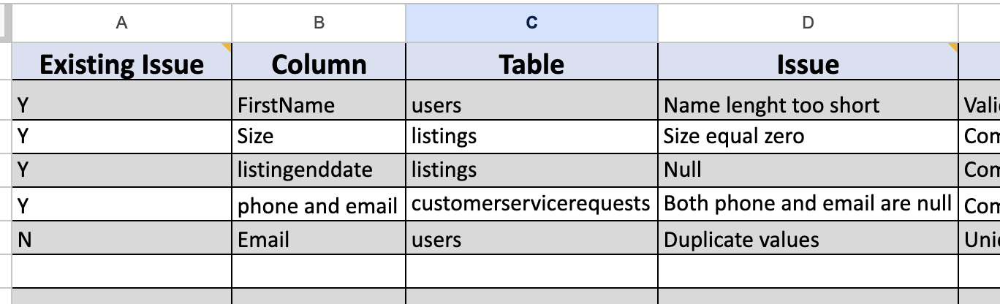 A B C D
Existing Issue Column Table Issue
Y FirstName users Name lenght too short Vali
Y Size listings Size equal zero Com
Y listingenddate listings Null Com
Y phone and email customerservicerequests Both phone and email are null Com
N Email users Duplicate values Uni